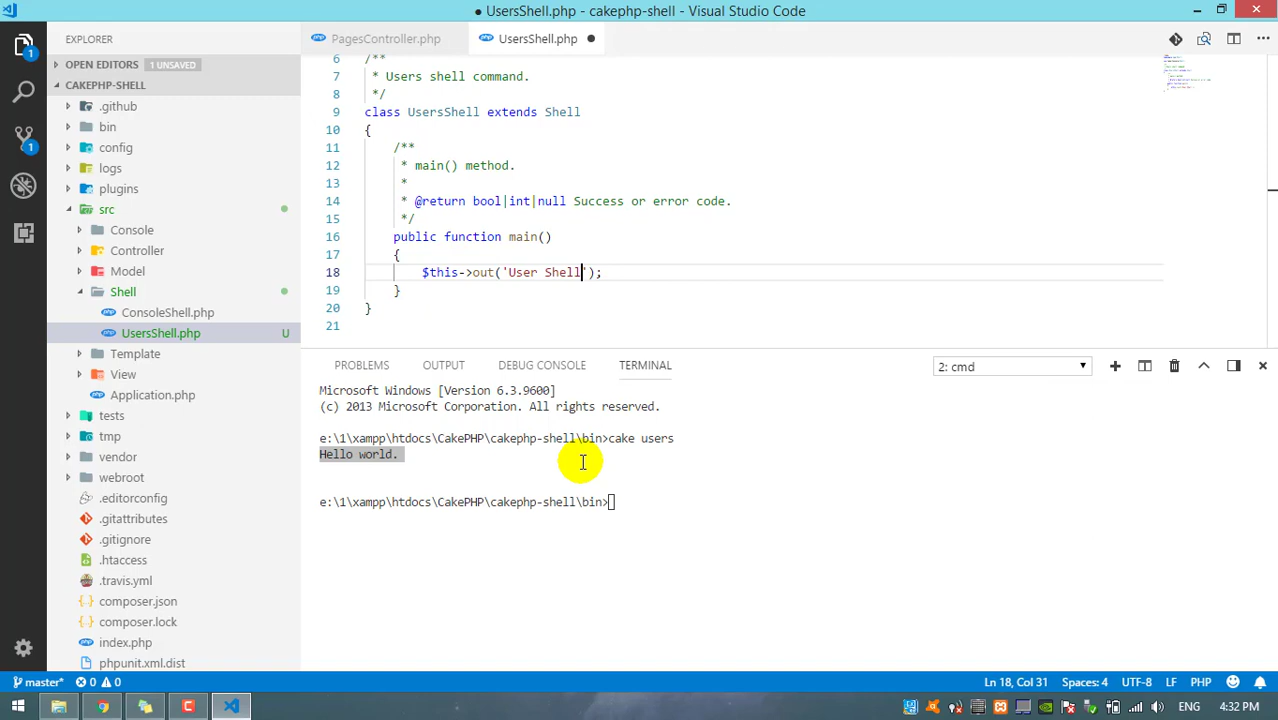 ● UsersShell.php - cakephp-shell - Visual Studio Code
EXPLORER
OPEN EDITORS 1 UNSAVED
CAKEPHP-SHELL
.github
bin
config
logs
plugins
src
Console
Controller
Model
Shell
ConsoleShell.php
UsersShell.php U
Template
View
Application.php
tests
tmp
vendor
webroot
.editorconfig
.gitattributes
.gitignore
.htaccess
.travis.yml
composer.json
composer.lock
index.php
phpunit.xml.dist
PagesController.php
UsersShell.php ●
6 /**
7 * Users shell command.
8 */
9 class UsersShell extends Shell
10 {
11 /**
12 * main() method.
13 *
14 * @return bool|int|null Success or error code.
15 */
16 public function main()
17 {
18 $this->out('User Shell');
19 }
20 }
21
PROBLEMS OUTPUT DEBUG CONSOLE TERMINAL 2: cmd
Microsoft Windows [Version 6.3.9600]
(c) 2013 Microsoft Corporation. All rights reserved.
e:\1\xampp\htdocs\CakePHP\cakephp-shell\bin>cake users
Hello world.
e:\1\xampp\htdocs\CakePHP\cakephp-shell\bin>
master* 0 0 Ln 18, Col 31 Spaces: 4 UTF-8 LF PHP
ENG 4:32 PM